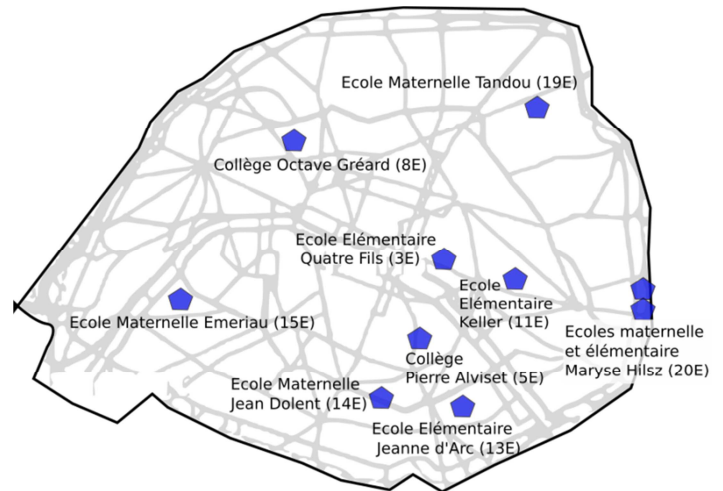 Ecole Maternelle Tandou (19E)
Collège Octave Gréard (8E)
Ecole Elémentaire
Quatre Fils (3E)
Ecole
Elémentaire
Keller (11E)
Ecole Maternelle Emeriau (15E)
Ecoles maternelle
et élémentaire
Maryse Hilsz (20E)
Collège
Pierre Alviset (5E)
Ecole Maternelle
Jean Dolent (14E)
Ecole Elémentaire
Jeanne d'Arc (13E)